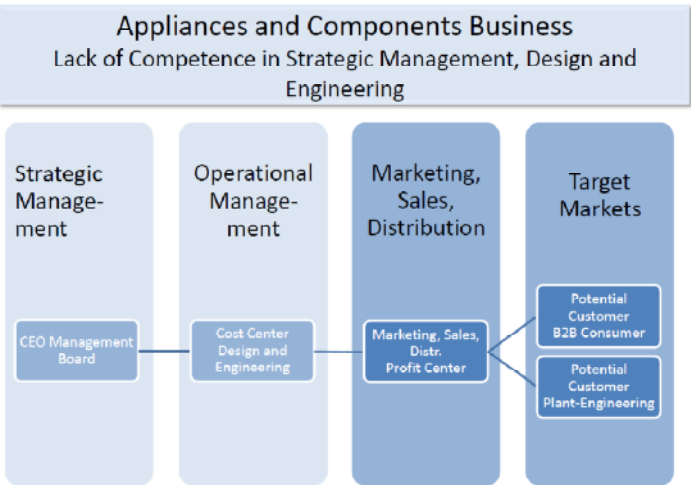 Appliances and Components Business
Lack of Competence in Strategic Management, Design and
Engineering
Strategic
Manage-
ment
Operational
Manage-
ment
Marketing,
Sales,
Distribution
Target
Markets
CEO Management
Board
Cost Center
Design and
Engineering
Marketing, Sales,
Distr.
Profit Center
Potential
Customer
B2B Consumer
Potential
Customer
Plant-Engineering